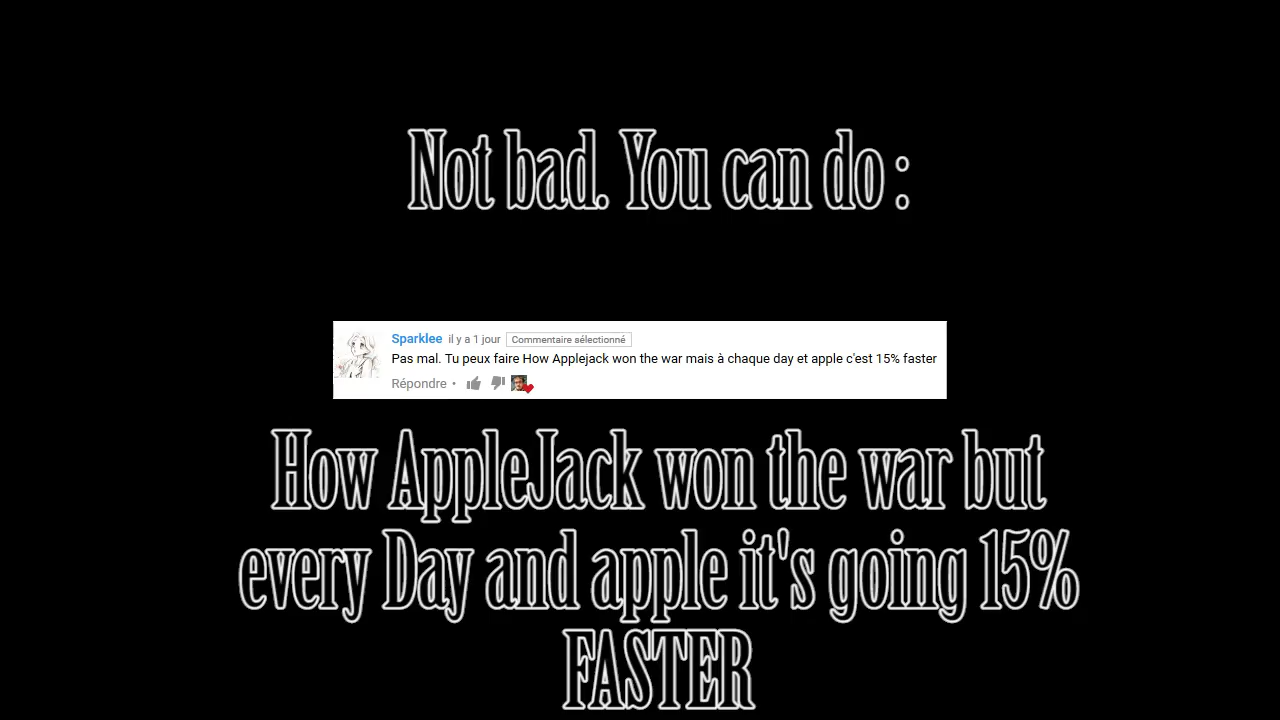 Not bad. You can do :
Sparklee il y a 1 jour Commentaire sélectionné
Pas mal. Tu peux faire How Applejack won the war mais à chaque day et apple c'est 15% faster
Répondre •
How AppleJack won the war but
every Day and apple it's going 15%
FASTER